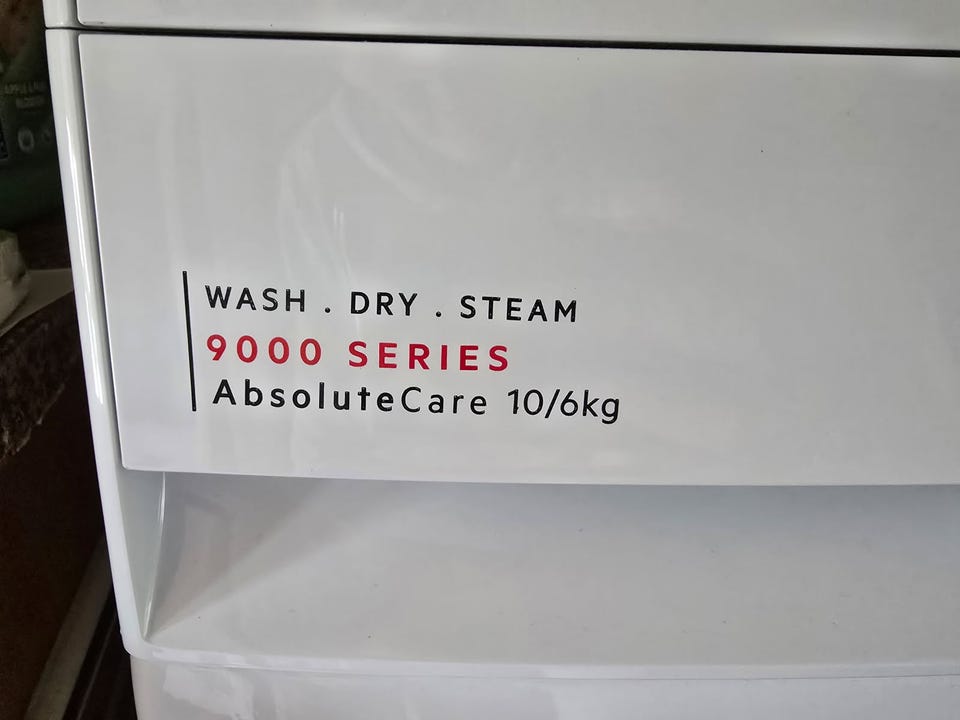 WASH . DRY . STEAM
9000 SERIES
AbsoluteCare 10/6kg